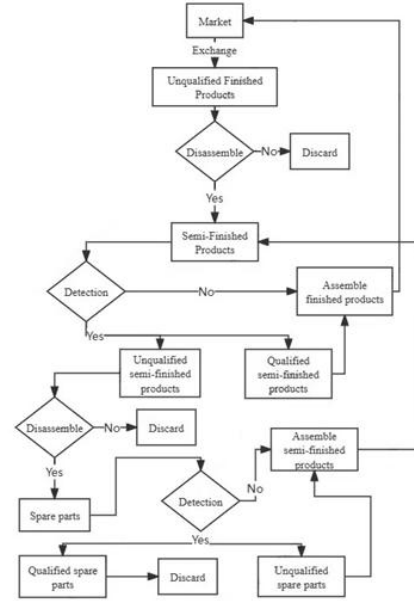 Market
Exchange
Unqualified Finished
Products
Disassemble
No
Discard
Yes
Semi-Finished
Products
Detection
No
Assemble
finished products
Yes
Unqualified
semi-finished
products
Qualified
semi-finished
products
Disassemble
No
Discard
Assemble
semi-finished
products
Yes
Spare parts
Detection
No
Yes
Qualified spare
parts
Discard
Unqualified
spare parts